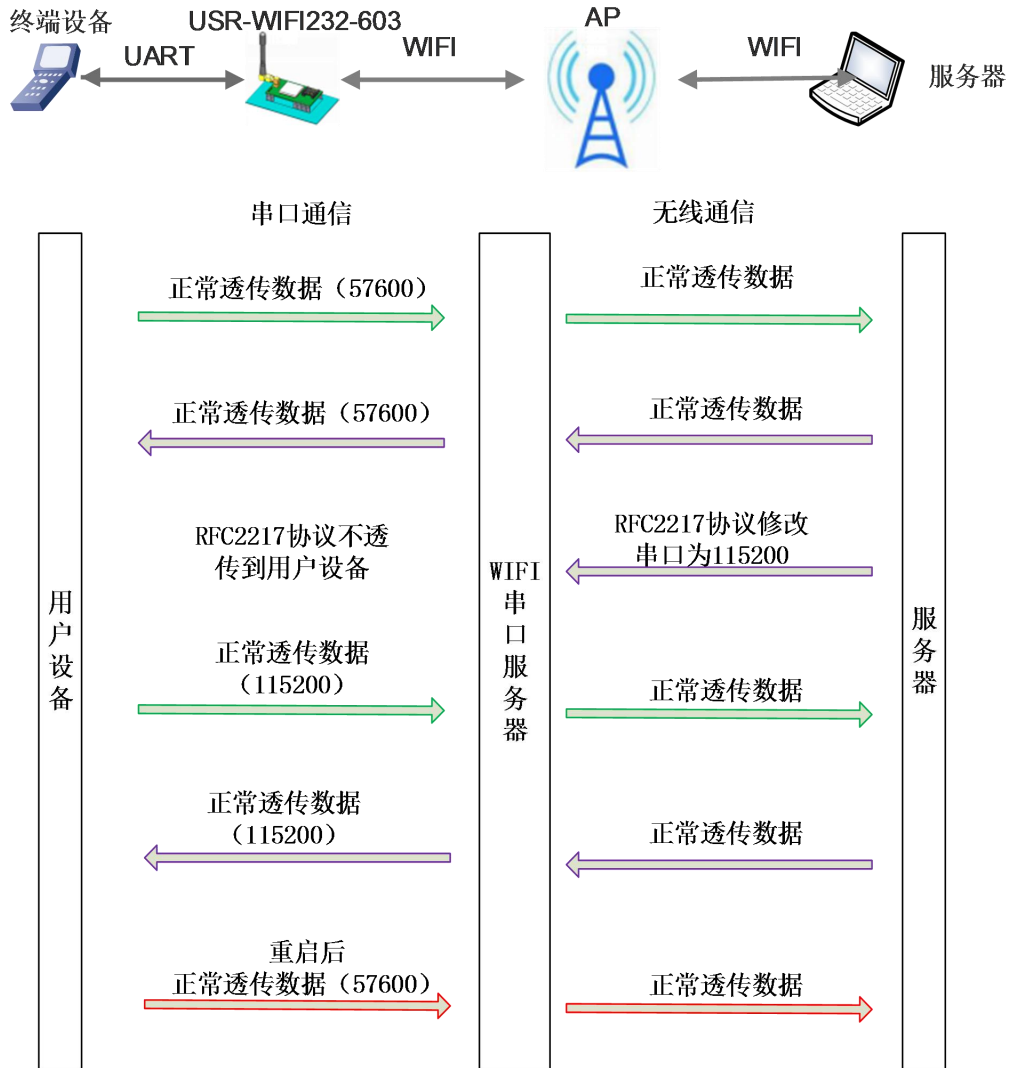 终端设备
USR-WIFI232-603
AP
UART
WIFI
WIFI
服务器
串口通信
无线通信
正常透传数据（57600）
正常透传数据
正常透传数据（57600）
正常透传数据
RFC2217协议不透
传到用户设备
RFC2217协议修改
串口为115200
用户设备
WIFI串口服务器
服务器
正常透传数据
（115200）
正常透传数据
正常透传数据
（115200）
正常透传数据
重启后
正常透传数据（57600）
正常透传数据